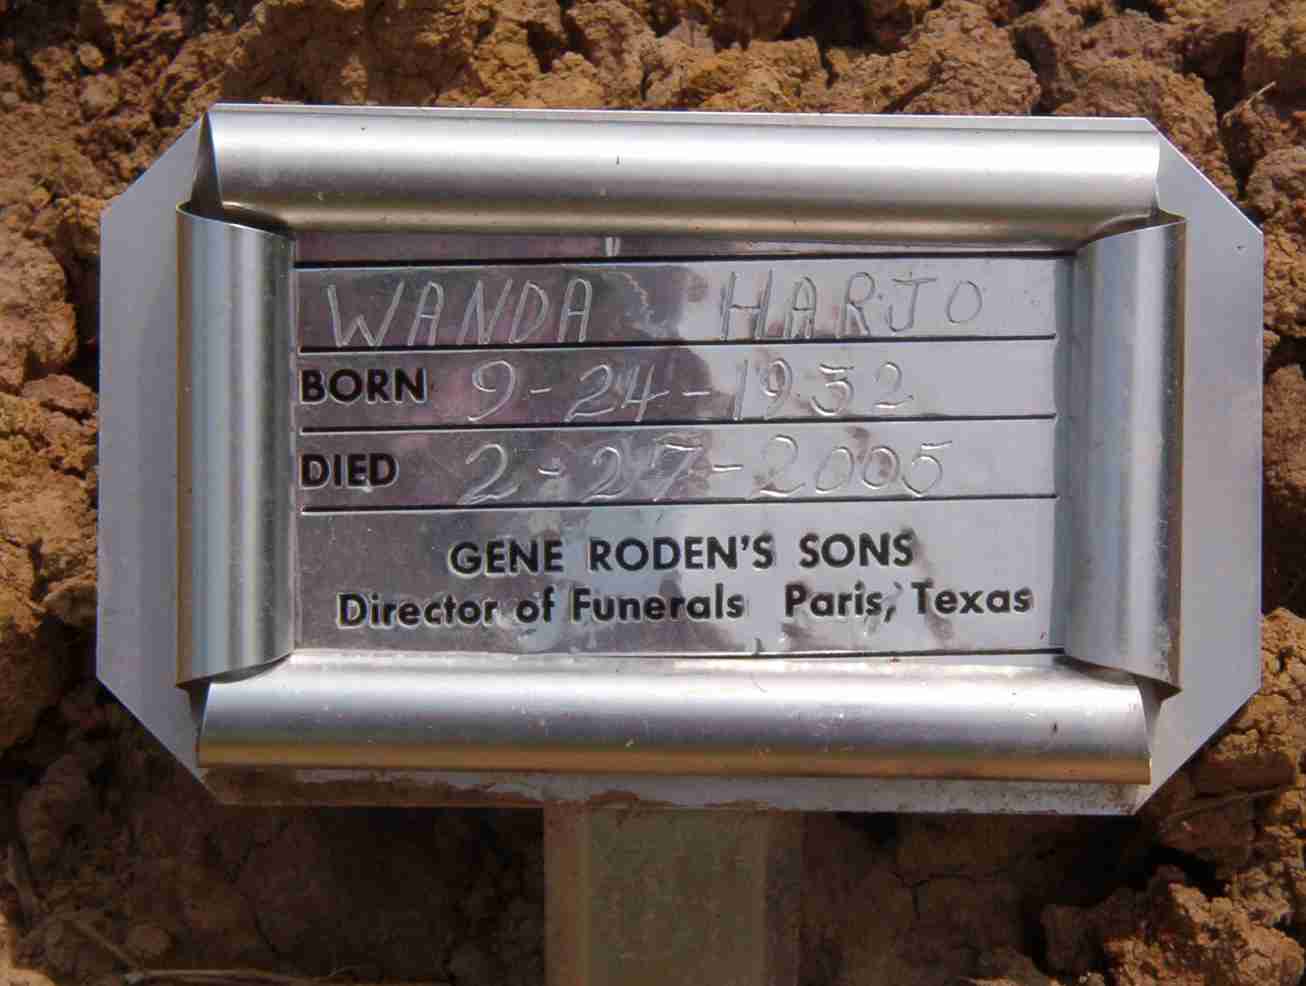 WANDA HARJO
BORN 9-24-1932
DIED 2-27-2005
GENE RODEN'S SONS
Director of Funerals Paris, Texas